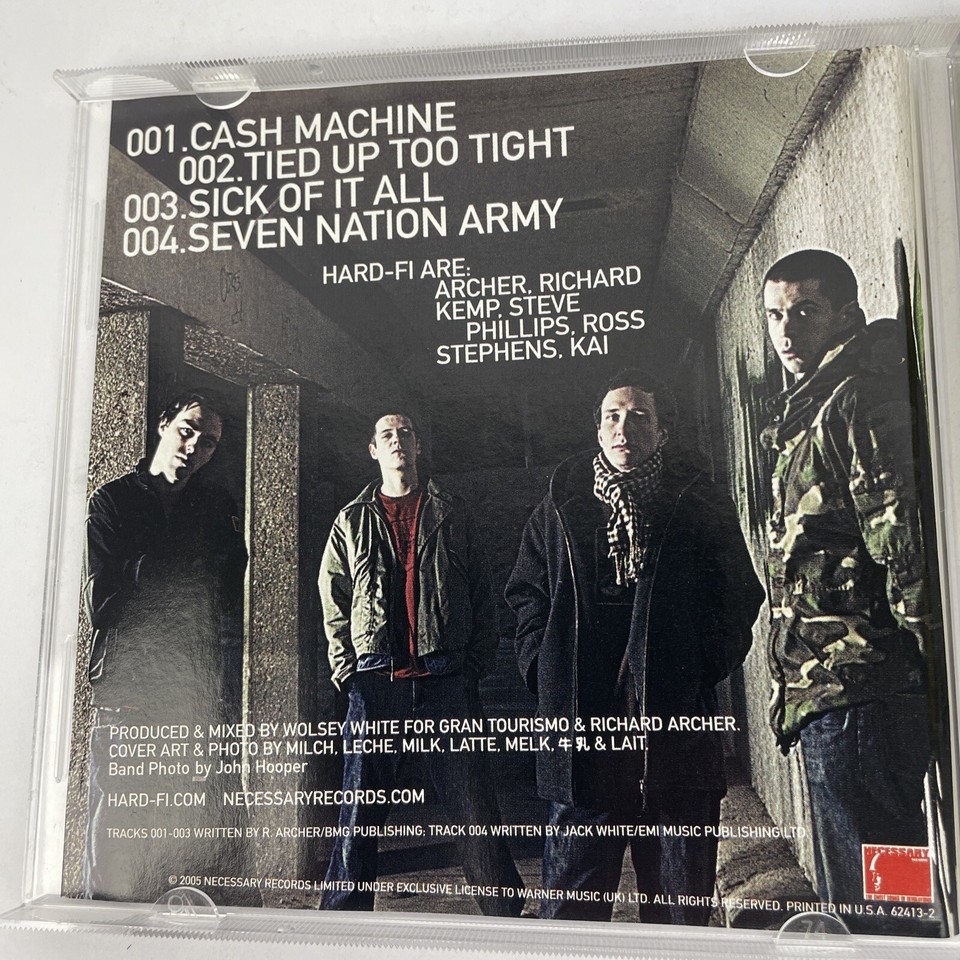 001.CASH MACHINE
002.TIED UP TOO TIGHT
003.SICK OF IT ALL
004.SEVEN NATION ARMY
HARD-FI ARE:
ARCHER, RICHARD
KEMP, STEVE
PHILLIPS, ROSS
STEPHENS, KAI
PRODUCED & MIXED BY WOLSEY WHITE FOR GRAN TOURISMO & RICHARD ARCHER.
COVER ART & PHOTO BY MILCH, LECHE, MILK, LATTE, MELK, 牛乳 & LAIT.
Band Photo by John Hooper
HARD-FI.COM NECESSARYRECORDS.COM
TRACKS 001-003 WRITTEN BY R. ARCHER/BMG PUBLISHING; TRACK 004 WRITTEN BY JACK WHITE/EMI MUSIC PUBLISHING LTD.
NECESSARY
© 2005 NECESSARY RECORDS LIMITED UNDER EXCLUSIVE LICENSE TO WARNER MUSIC (UK) LTD. ALL RIGHTS RESERVED. PRINTED IN U.S.A. 62413-2